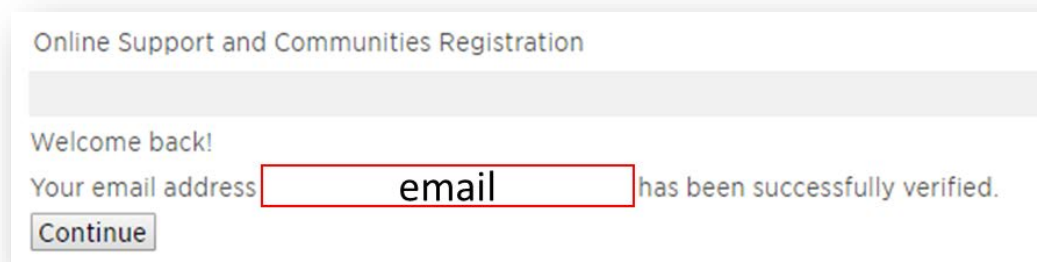 Online Support and Communities Registration
Welcome back!
Your email address email has been successfully verified.
Continue